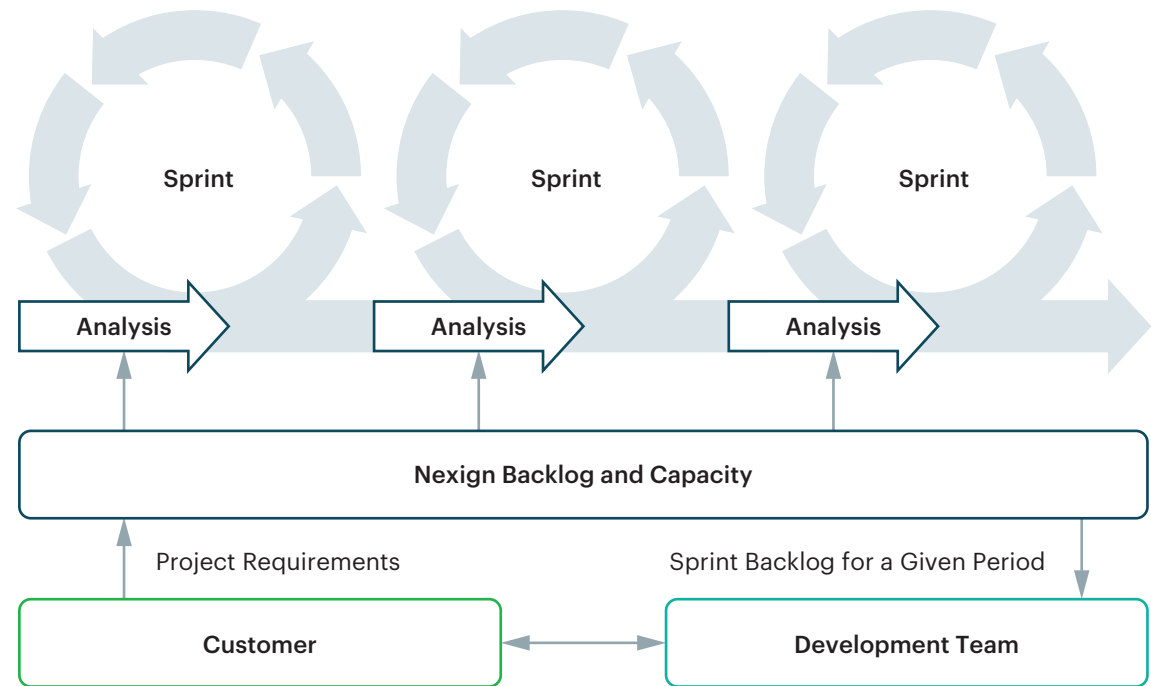 Sprint
Sprint
Sprint
Analysis
Analysis
Analysis
Nexign Backlog and Capacity
Project Requirements
Sprint Backlog for a Given Period
Customer
Development Team